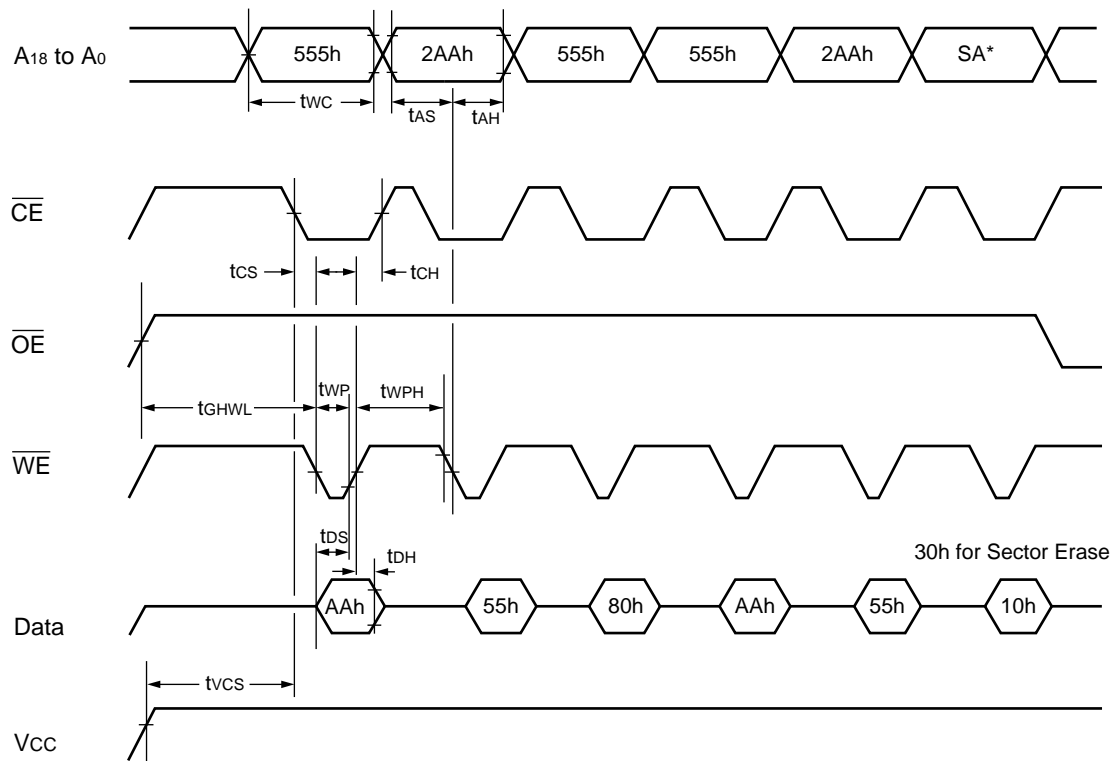 A18 to A0 555h 2AAh 555h 555h 2AAh SA*
tWC tAS tAH
CE
tCS tCH
OE
tGHWL tWP tWPH
WE
tDS tDH
30h for Sector Erase
Data AAh 55h 80h AAh 55h 10h
tVCS
VCC